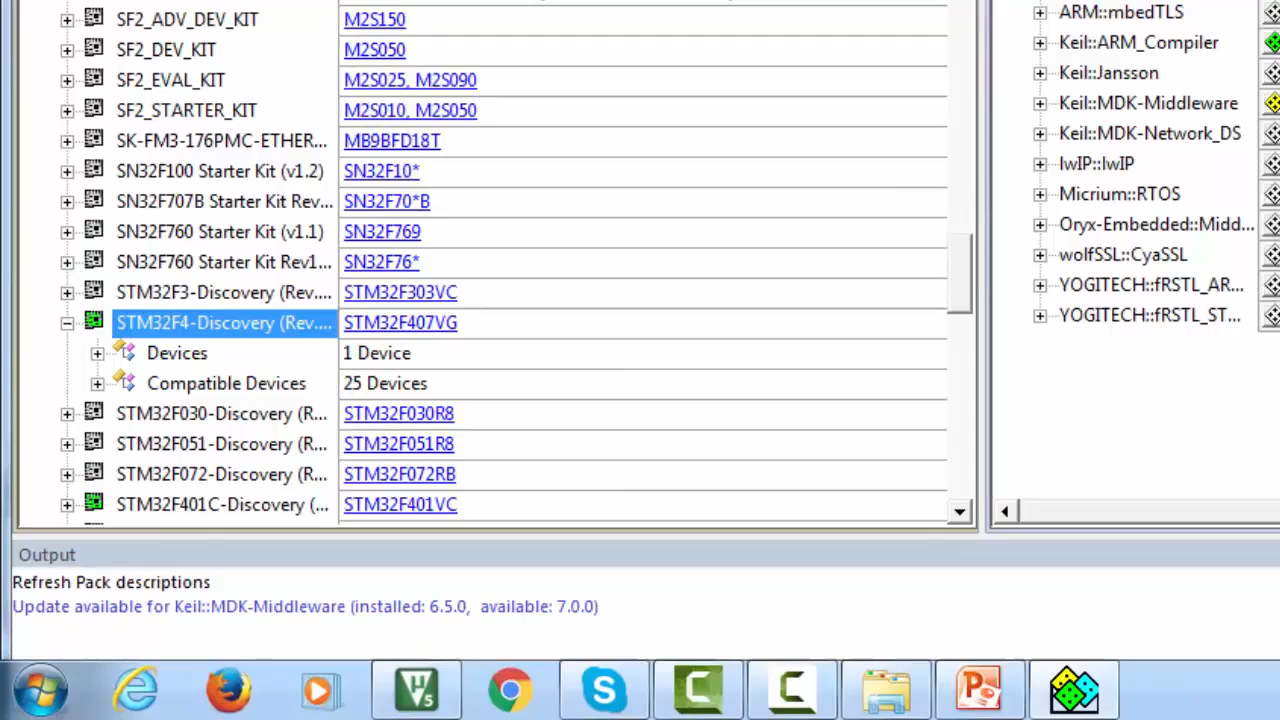 SF2_ADV_DEV_KIT M2S150
SF2_DEV_KIT M2S050
SF2_EVAL_KIT M2S025, M2S090
SF2_STARTER_KIT M2S010, M2S050
SK-FM3-176PMC-ETHER... MB9BFD18T
SN32F100 Starter Kit (v1.2) SN32F10*
SN32F707B Starter Kit Rev... SN32F70*B
SN32F760 Starter Kit (v1.1) SN32F769
SN32F760 Starter Kit Rev1... SN32F76*
STM32F3-Discovery (Rev.... STM32F303VC
STM32F4-Discovery (Rev.... STM32F407VG
Devices 1 Device
Compatible Devices 25 Devices
STM32F030-Discovery (R... STM32F030R8
STM32F051-Discovery (R... STM32F051R8
STM32F072-Discovery (R... STM32F072RB
STM32F401C-Discovery (... STM32F401VC
ARM::mbedTLS
Keil::ARM_Compiler
Keil::Jansson
Keil::MDK-Middleware
Keil::MDK-Network_DS
lwIP::lwIP
Micrium::RTOS
Oryx-Embedded::Midd...
wolfSSL::CyaSSL
YOGITECH::fRSTL_AR...
YOGITECH::fRSTL_ST...
Output
Refresh Pack descriptions
Update available for Keil::MDK-Middleware (installed: 6.5.0, available: 7.0.0)